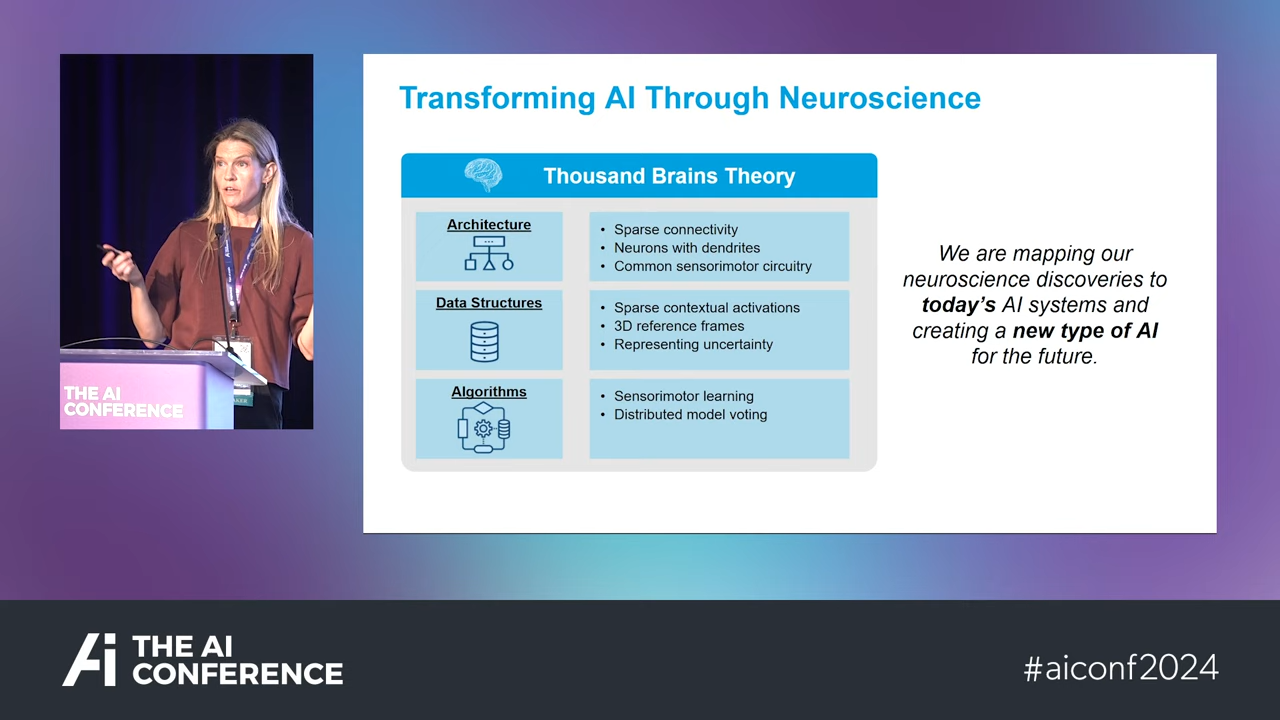 Transforming AI Through Neuroscience
Thousand Brains Theory
Architecture
• Sparse connectivity
• Neurons with dendrites
• Common sensorimotor circuitry
Data Structures
• Sparse contextual activations
• 3D reference frames
• Representing uncertainty
Algorithms
• Sensorimotor learning
• Distributed model voting
We are mapping our
neuroscience discoveries to
today's AI systems and
creating a new type of AI
for the future.
THE AI
CONFERENCE
Ai THE AI
CONFERENCE
#aiconf2024